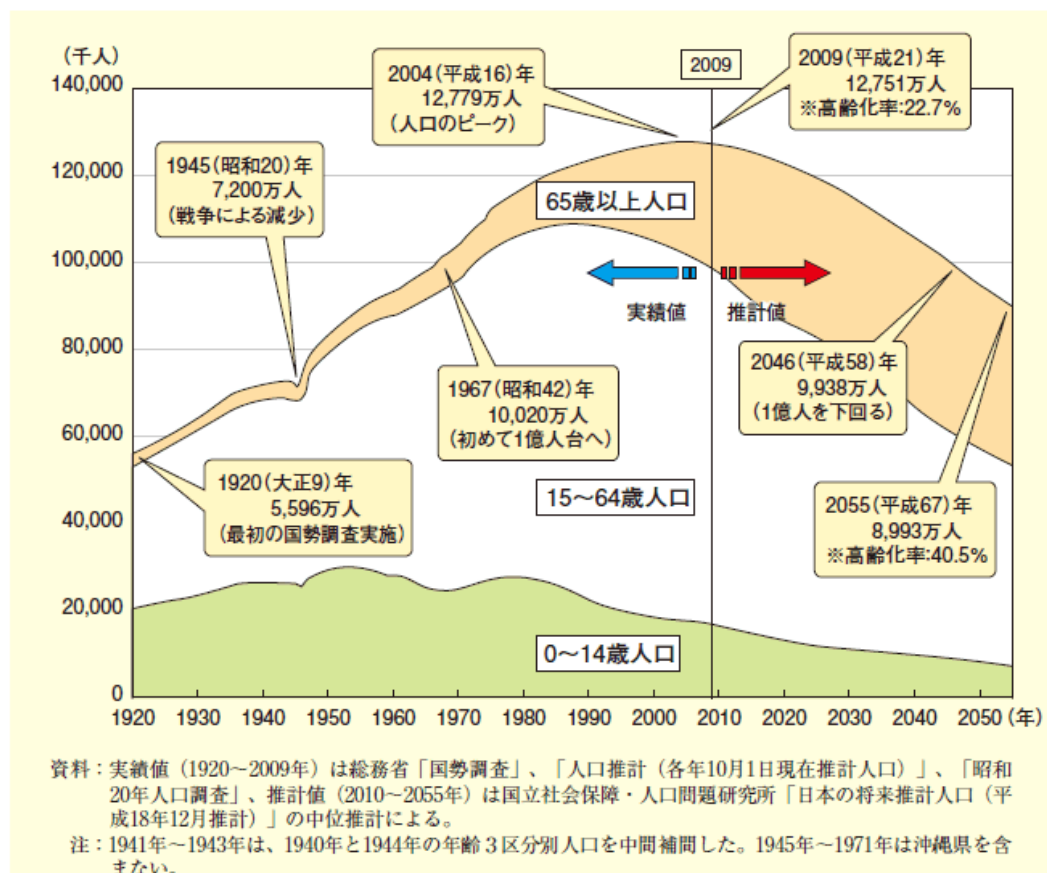 (千人)
140,000
120,000
100,000
80,000
60,000
40,000
20,000
0
2004(平成16)年
12,779万人
(人口のピーク)
2009
2009(平成21)年
12,751万人
※高齢化率:22.7%
1945(昭和20)年
7,200万人
(戦争による減少)
65歳以上人口
実績値
推計値
1967(昭和42)年
10,020万人
(初めて1億人台へ)
2046(平成58)年
9,938万人
(1億人を下回る)
1920(大正9)年
5,596万人
(最初の国勢調査実施)
15〜64歳人口
2055(平成67)年
8,993万人
※高齢化率:40.5%
0〜14歳人口
1920 1930 1940 1950 1960 1970 1980 1990 2000 2010 2020 2030 2040 2050 (年)
資料:実績値(1920〜2009年)は総務省「国勢調査」、「人口推計(各年10月1日現在推計人口)」、「昭和
20年人口調査」、推計値(2010〜2055年)は国立社会保障・人口問題研究所「日本の将来推計人口(平
成18年12月推計)」の中位推計による。
注:1941年〜1943年は、1940年と1944年の年齢3区分別人口を中間補間した。1945年〜1971年は沖縄県を含
まない。